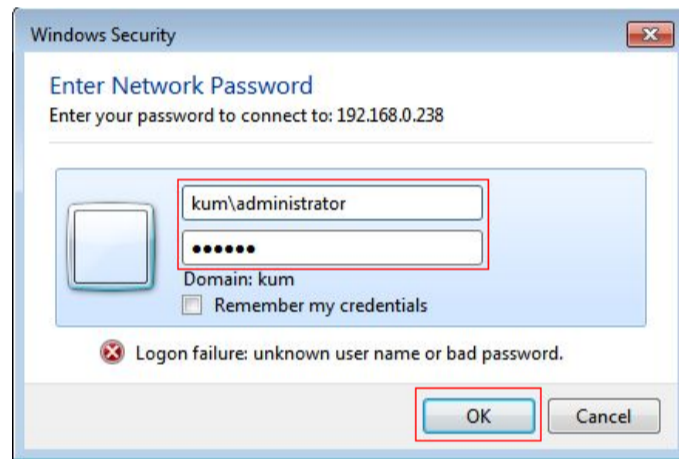 Windows Security
Enter Network Password
Enter your password to connect to: 192.168.0.238
kum\administrator
••••••
Domain: kum
Remember my credentials
Logon failure: unknown user name or bad password.
OK Cancel